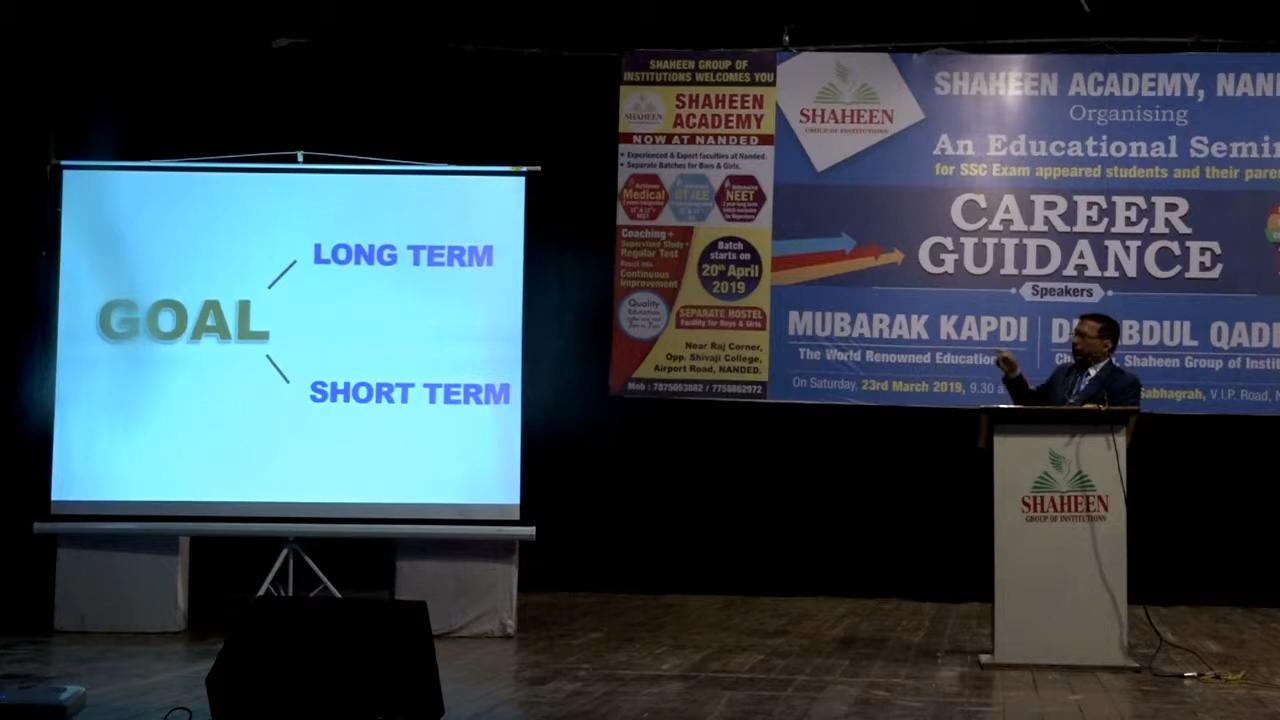 GOAL
LONG TERM
SHORT TERM
SHAHEEN GROUP OF
INSTITUTIONS WELCOMES YOU
SHAHEEN
SHAHEEN
ACADEMY
NOW AT NANDED
• Experienced & Expert faculties at Nanded.
• Separate Batches for Boys & Girls.
Medical
IIT JEE
NEET
Coaching +
Supervised Study +
Regular Test
Continuous
Improvement
Batch
starts on
20th April
2019
Quality
Education
SEPARATE HOSTEL
Facility for Boys & Girls
Near Raj Corner,
Opp. Shivaji College,
Airport Road, NANDED.
Mob : 7875053882 / 7758862972
SHAHEEN
GROUP OF INSTITUTIONS
SHAHEEN ACADEMY, NAN
Organising
An Educational Semi
for SSC Exam appeared students and their pare
CAREER
GUIDANCE
Speakers
MUBARAK KAPDI
The World Renowned Education
D ABDUL QADE
Ch , Shaheen Group of Instit
On Saturday, 23rd March 2019, 9.30 a Sabhagrah, V.I.P. Road, N
SHAHEEN
GROUP OF INSTITUTIONS